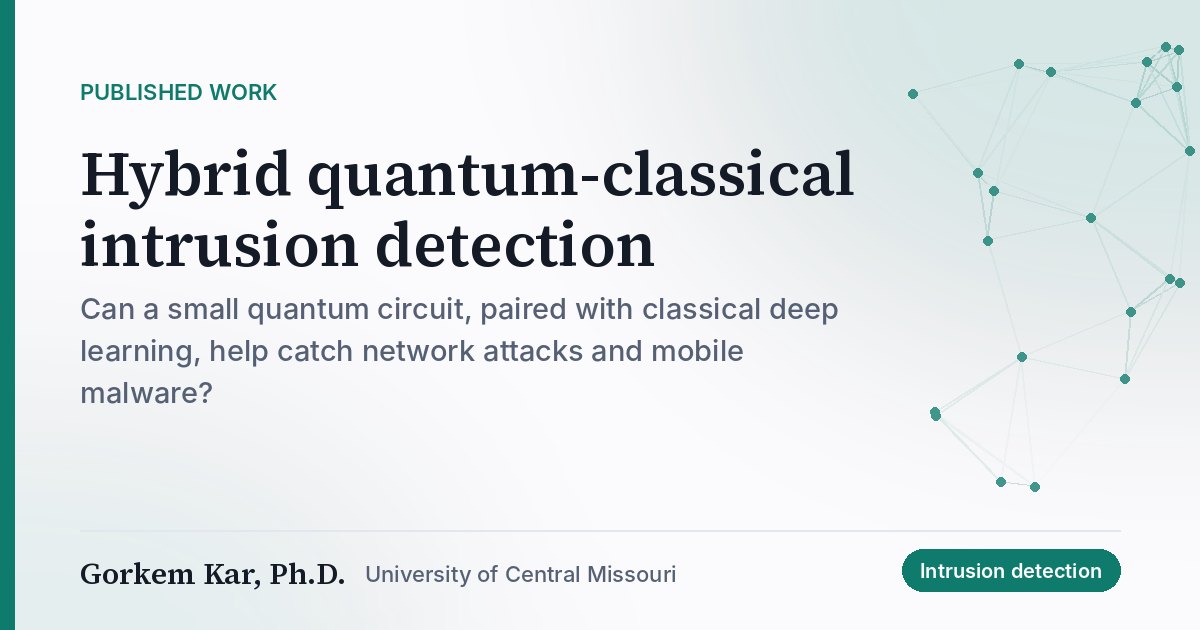 PUBLISHED WORK
Hybrid quantum-classical
intrusion detection
Can a small quantum circuit, paired with classical deep
learning, help catch network attacks and mobile
malware?
Gorkem Kar, Ph.D. University of Central Missouri
Intrusion detection